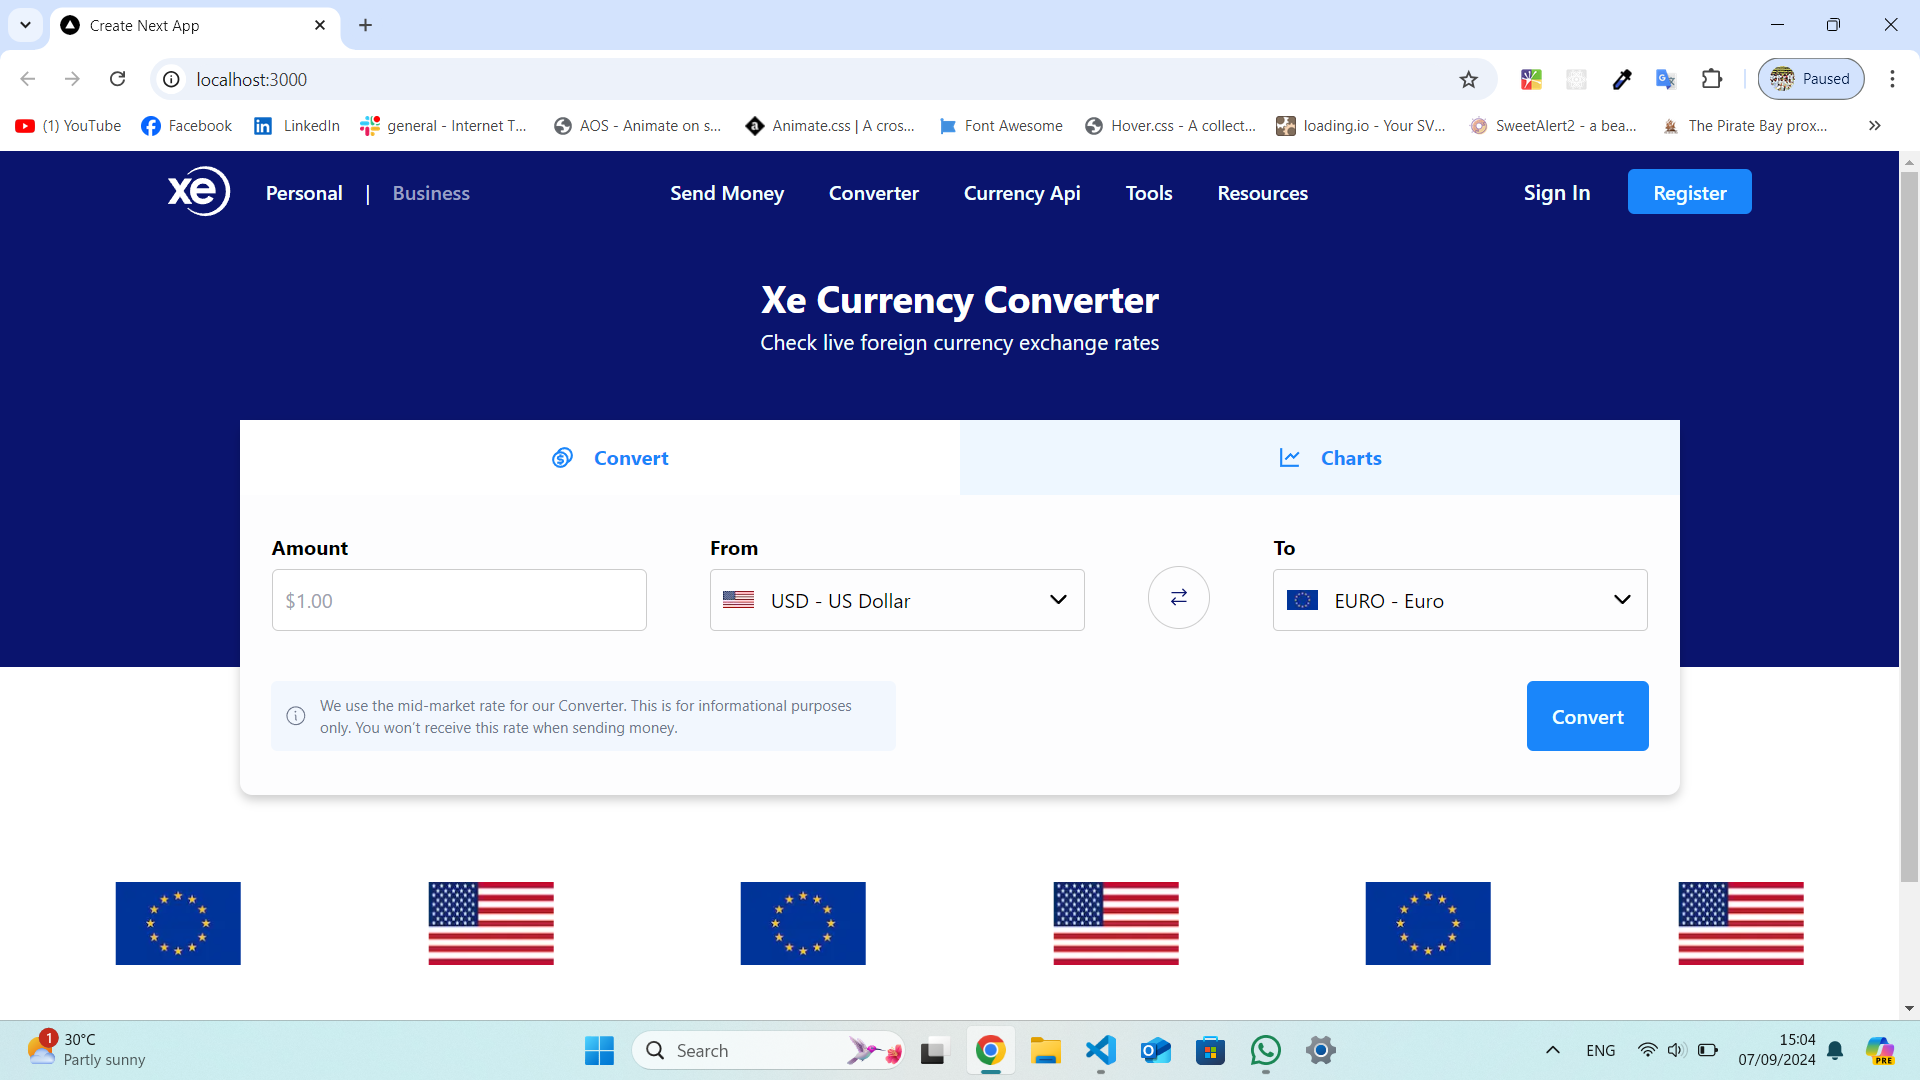 Create Next App
localhost:3000
Paused
(1) YouTube
Facebook
LinkedIn
general - Internet T...
AOS - Animate on s...
Animate.css | A cros...
Font Awesome
Hover.css - A collect...
loading.io - Your SV...
SweetAlert2 - a bea...
The Pirate Bay prox...
xe
Personal | Business
Send Money
Converter
Currency Api
Tools
Resources
Sign In
Register
Xe Currency Converter
Check live foreign currency exchange rates
Convert
Charts
Amount
From
To
$1.00
USD - US Dollar
EURO - Euro
We use the mid-market rate for our Converter. This is for informational purposes
only. You won’t receive this rate when sending money.
Convert
1
30°C
Partly sunny
Search
ENG
15:04
07/09/2024
PRE